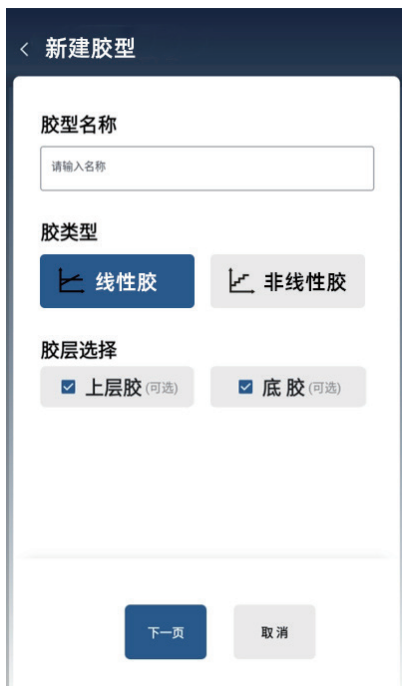 新建胶型
胶型名称
请输入名称
胶类型
线性胶 非线性胶
胶层选择
上层胶(可选) 底胶(可选)
下一页 取消